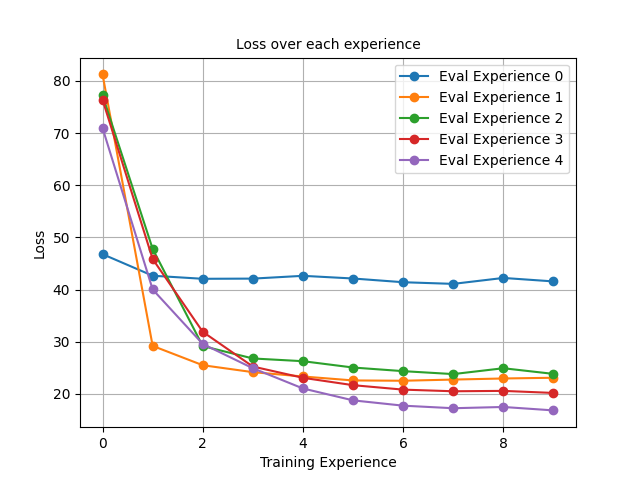 Loss over each experience
Eval Experience 0
Eval Experience 1
Eval Experience 2
Eval Experience 3
Eval Experience 4
Loss
80
70
60
50
40
30
20
0
2
4
6
8
Training Experience